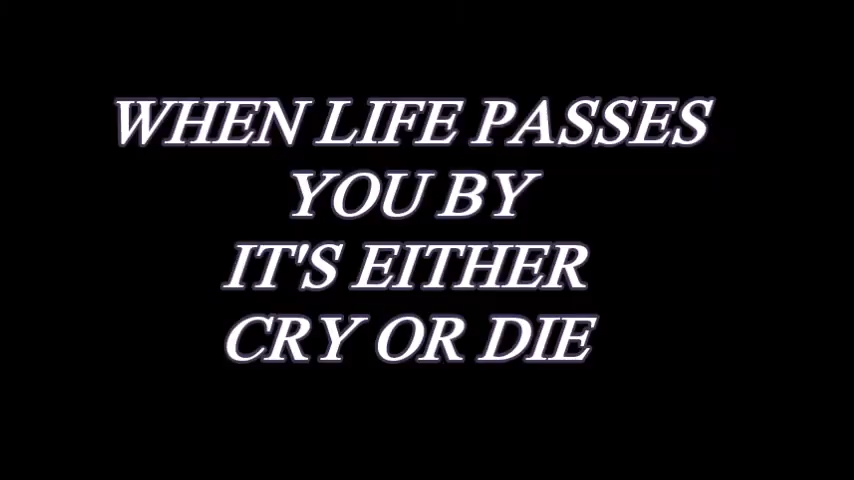 WHEN LIFE PASSES
YOU BY
IT'S EITHER
CRY OR DIE